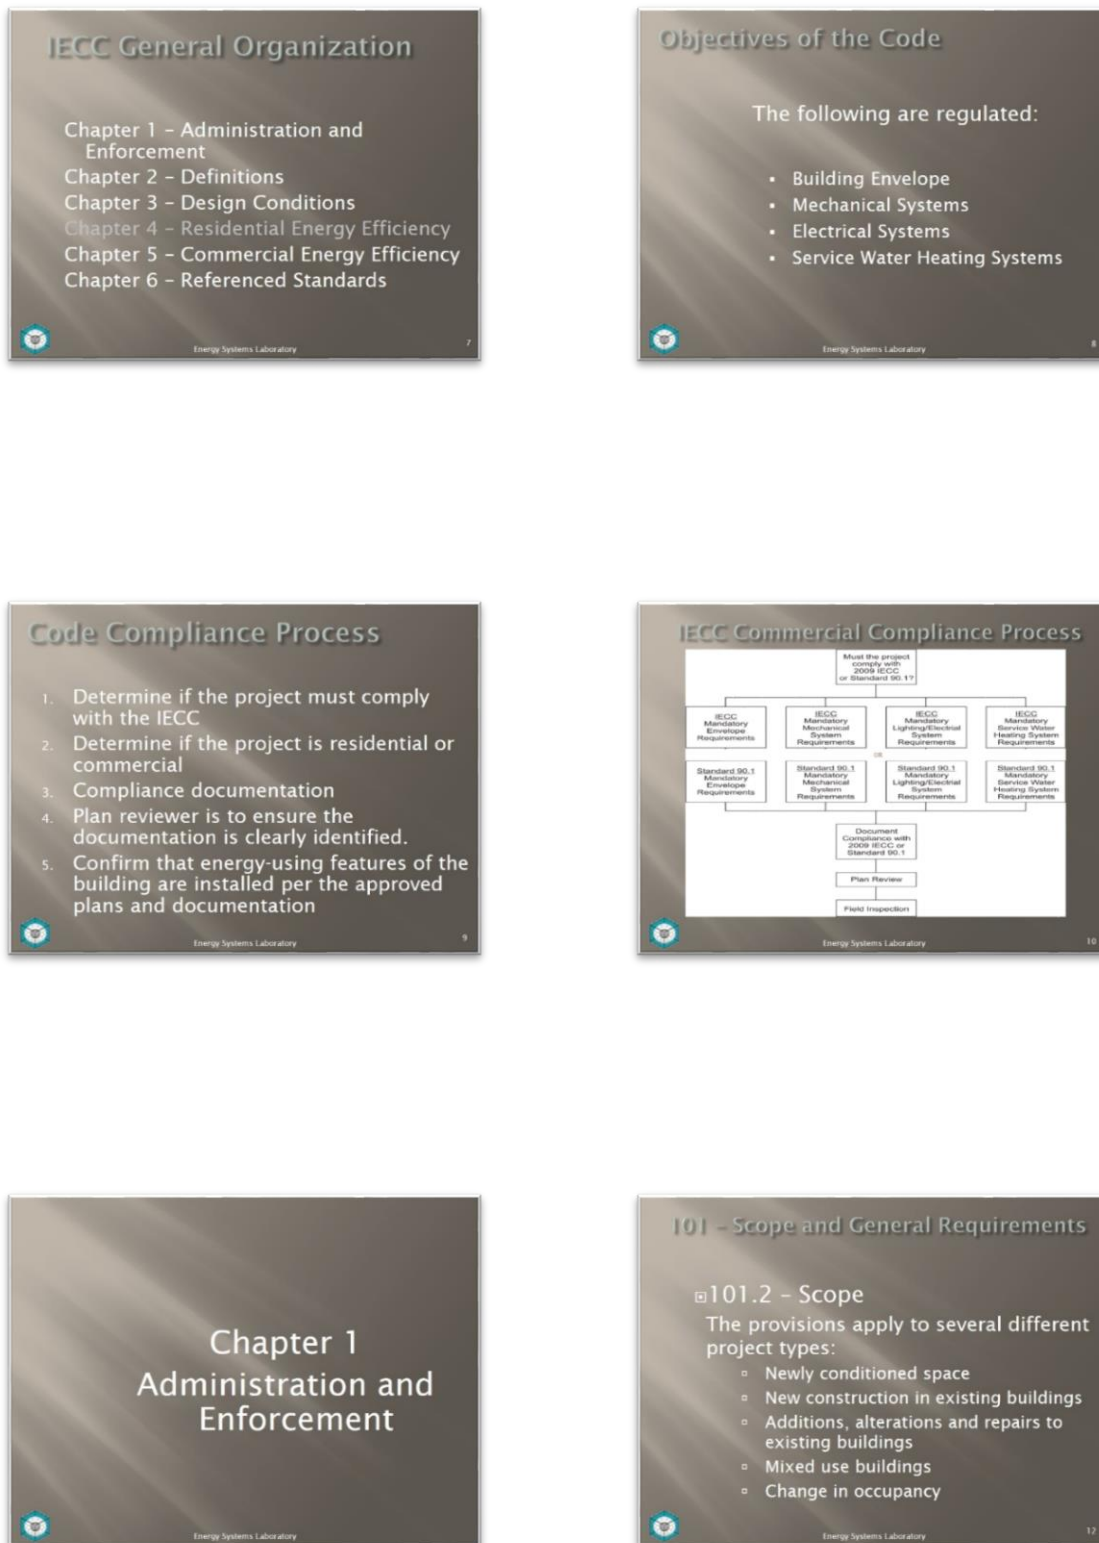 IECC General Organization
Chapter 1 – Administration and
Enforcement
Chapter 2 – Definitions
Chapter 3 – Design Conditions
Chapter 4 – Residential Energy Efficiency
Chapter 5 – Commercial Energy Efficiency
Chapter 6 – Referenced Standards
Energy Systems Laboratory
7
Objectives of the Code
The following are regulated:
▪ Building Envelope
▪ Mechanical Systems
▪ Electrical Systems
▪ Service Water Heating Systems
Energy Systems Laboratory
8
Code Compliance Process
1. Determine if the project must comply
with the IECC
2. Determine if the project is residential or
commercial
3. Compliance documentation
4. Plan reviewer is to ensure the
documentation is clearly identified.
5. Confirm that energy-using features of the
building are installed per the approved
plans and documentation
Energy Systems Laboratory
9
IECC Commercial Compliance Process
Must the project
comply with
2009 IECC
or Standard 90.1?
IECC
Mandatory
Envelope
Requirements
IECC
Mandatory
Mechanical
System
Requirements
IECC
Mandatory
Lighting/Electrial
System
Requirements
IECC
Mandatory
Service Water
Heating System
Requirements
OR
Standard 90.1
Mandatory
Envelope
Requirements
Standard 90.1
Mandatory
Mechanical
System
Requirements
Standard 90.1
Mandatory
Lighting/Electrial
System
Requirements
Standard 90.1
Mandatory
Service Water
Heating System
Requirements
Document
Compliance with
2009 IECC or
Standard 90.1
Plan Review
Field Inspection
Energy Systems Laboratory
10
Chapter 1
Administration and
Enforcement
Energy Systems Laboratory
101 – Scope and General Requirements
101.2 – Scope
The provisions apply to several different
project types:
▫ Newly conditioned space
▫ New construction in existing buildings
▫ Additions, alterations and repairs to
existing buildings
▫ Mixed use buildings
▫ Change in occupancy
Energy Systems Laboratory
12